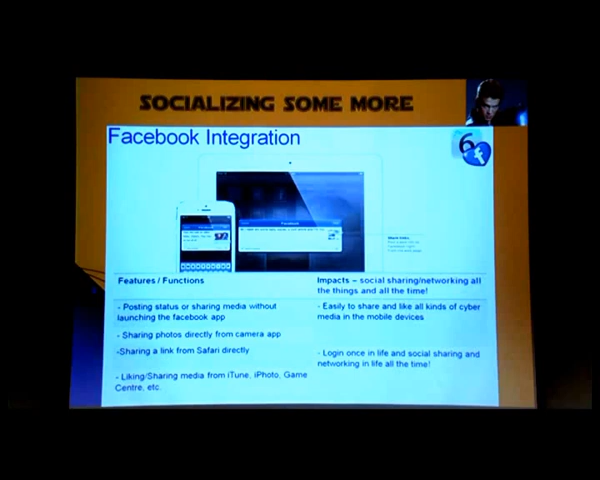 SOCIALIZING SOME MORE
Facebook Integration
6
f
Facebook
Features / Functions
Impacts – social sharing/networking all
the things and all the time!
- Posting status or sharing media without
launching the facebook app
- Easily to share and like all kinds of cyber
media in the mobile devices
- Sharing photos directly from camera app
-Sharing a link from Safari directly
- Login once in life and social sharing and
networking in life all the time!
- Liking/Sharing media from iTune, iPhoto, Game
Centre, etc.